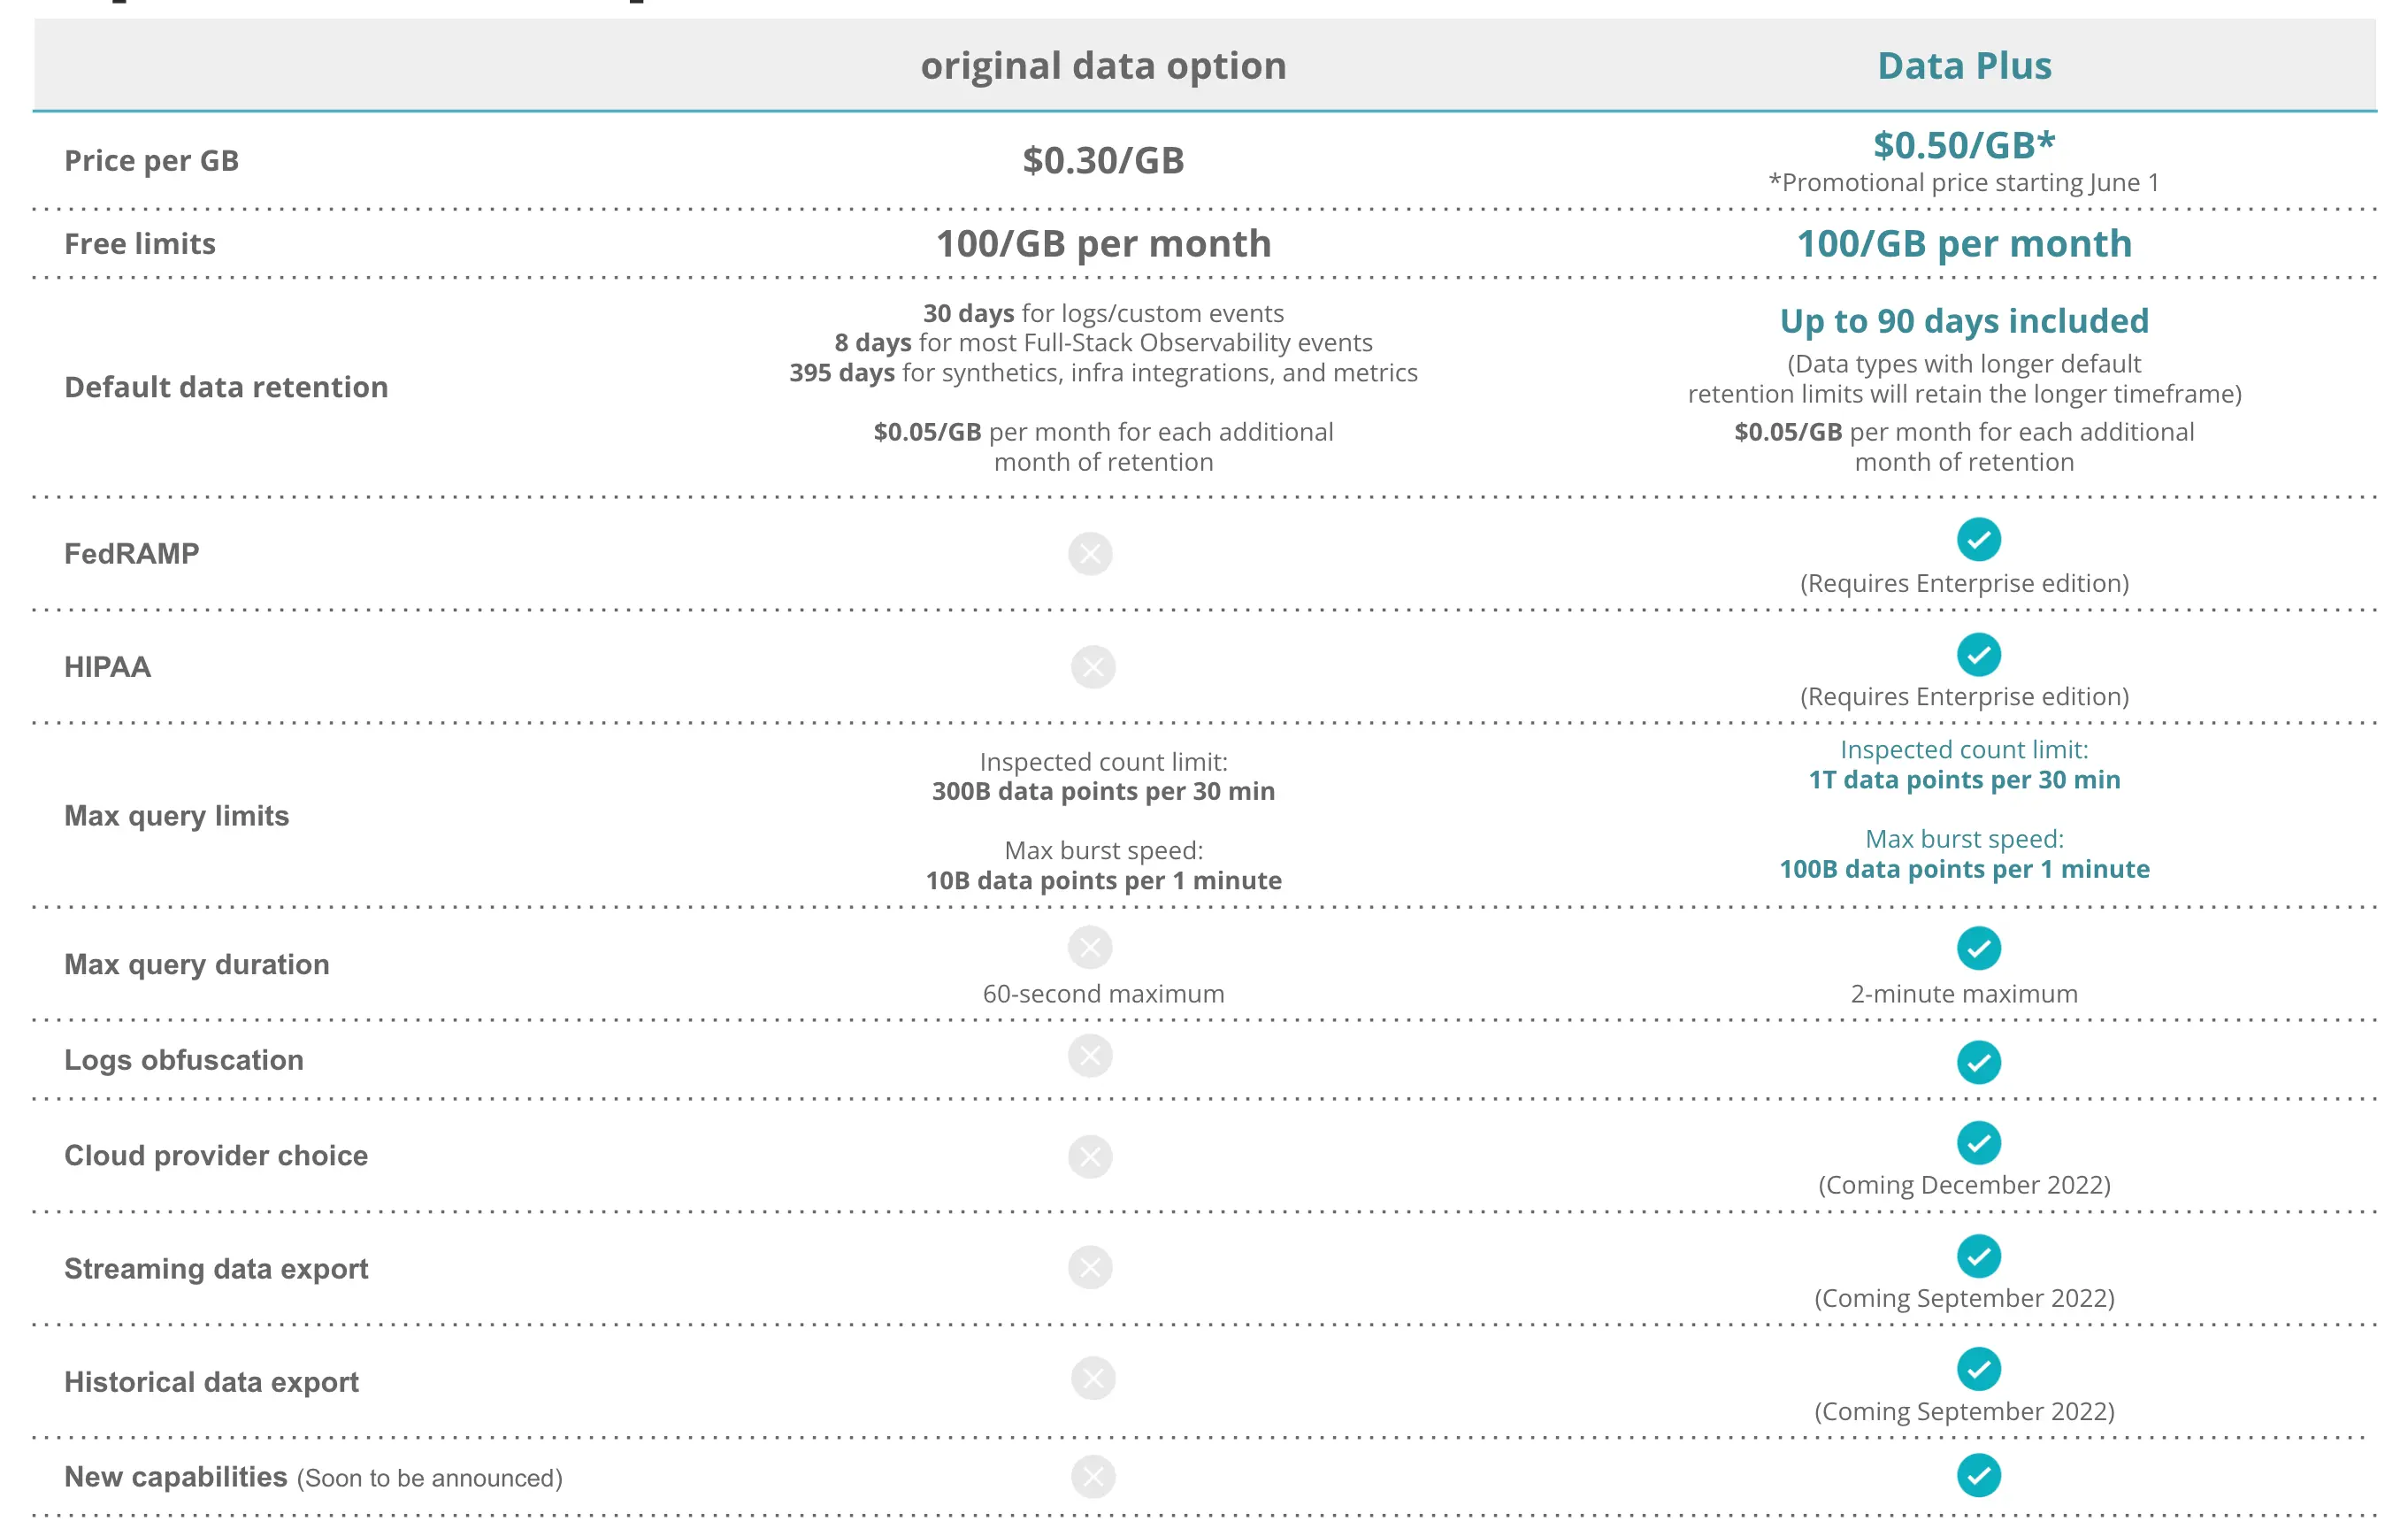 original data option
Data Plus
Price per GB
$0.30/GB
$0.50/GB*
*Promotional price starting June 1
Free limits
100/GB per month
100/GB per month
Default data retention
30 days for logs/custom events
8 days for most Full-Stack Observability events
395 days for synthetics, infra integrations, and metrics
$0.05/GB per month for each additional
month of retention
Up to 90 days included
(Data types with longer default
retention limits will retain the longer timeframe)
$0.05/GB per month for each additional
month of retention
FedRAMP
(Requires Enterprise edition)
HIPAA
(Requires Enterprise edition)
Max query limits
Inspected count limit:
300B data points per 30 min
Max burst speed:
10B data points per 1 minute
Inspected count limit:
1T data points per 30 min
Max burst speed:
100B data points per 1 minute
Max query duration
60-second maximum
2-minute maximum
Logs obfuscation
Cloud provider choice
(Coming December 2022)
Streaming data export
(Coming September 2022)
Historical data export
(Coming September 2022)
New capabilities (Soon to be announced)